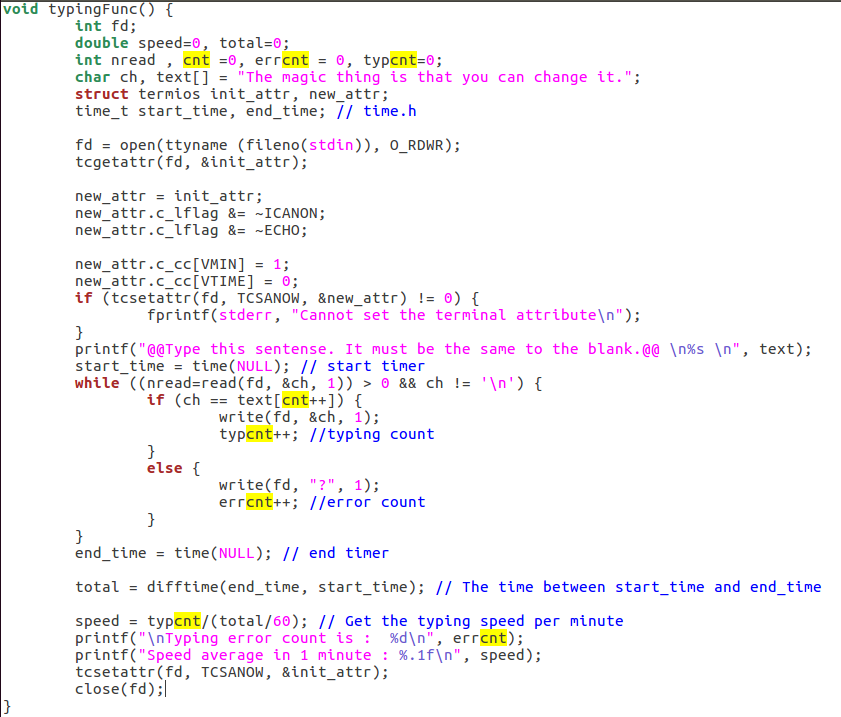 void typingFunc() {
        int fd;
        double speed=0, total=0;
        int nread , cnt =0, errcnt = 0, typcnt=0;
        char ch, text[] = "The magic thing is that you can change it.";
        struct termios init_attr, new_attr;
        time_t start_time, end_time; // time.h

        fd = open(ttyname (fileno(stdin)), O_RDWR);
        tcgetattr(fd, &init_attr);

        new_attr = init_attr;
        new_attr.c_lflag &= ~ICANON;
        new_attr.c_lflag &= ~ECHO;

        new_attr.c_cc[VMIN] = 1;
        new_attr.c_cc[VTIME] = 0;
        if (tcsetattr(fd, TCSANOW, &new_attr) != 0) {
                fprintf(stderr, "Cannot set the terminal attribute\n");
        }
        printf("@@Type this sentence. It must be the same to the blank.@@ \n%s \n", text);
        start_time = time(NULL); // start timer
        while ((nread=read(fd, &ch, 1)) > 0 && ch != '\n') {
                if (ch == text[cnt++]) {
                        write(fd, &ch, 1);
                        typcnt++; //typing count
                }
                else {
                        write(fd, "?", 1);
                        errcnt++; //error count
                }
        }
        end_time = time(NULL); // end timer

        total = difftime(end_time, start_time); // The time between start_time and end_time

        speed = typcnt/(total/60); // Get the typing speed per minute
        printf("\nTyping error count is :  %d\n", errcnt);
        printf("Speed average in 1 minute : %.1f\n", speed);
        tcsetattr(fd, TCSANOW, &init_attr);
        close(fd);
}